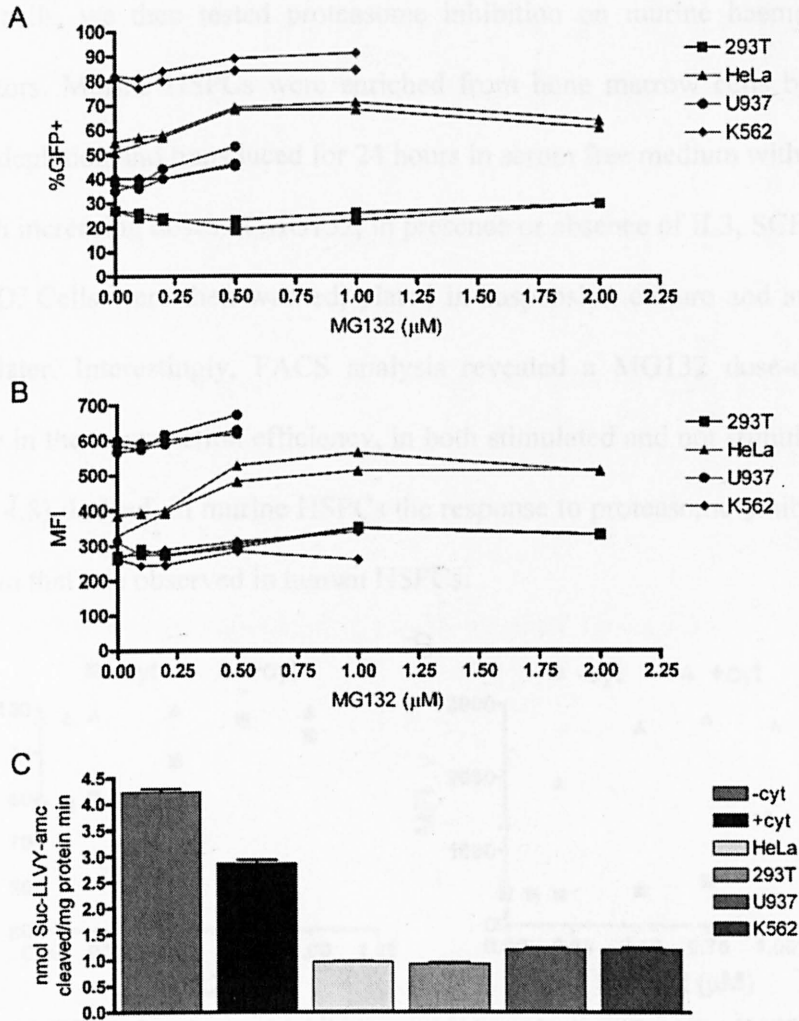 A
%GFP+
100
90
80
70
60
50
40
30
20
10
0
0.00 0.25 0.50 0.75 1.00 1.25 1.50 1.75 2.00 2.25
MG132 (μM)
293T
HeLa
U937
K562
B
MFI
700
600
500
400
300
200
100
0
0.00 0.25 0.50 0.75 1.00 1.25 1.50 1.75 2.00 2.25
MG132 (μM)
293T
HeLa
U937
K562
C
nmol Suc-LLVY-amc
cleaved/mg protein min
4.5
4.0
3.5
3.0
2.5
2.0
1.5
1.0
0.5
0.0
-cyt
+cyt
HeLa
293T
U937
K562